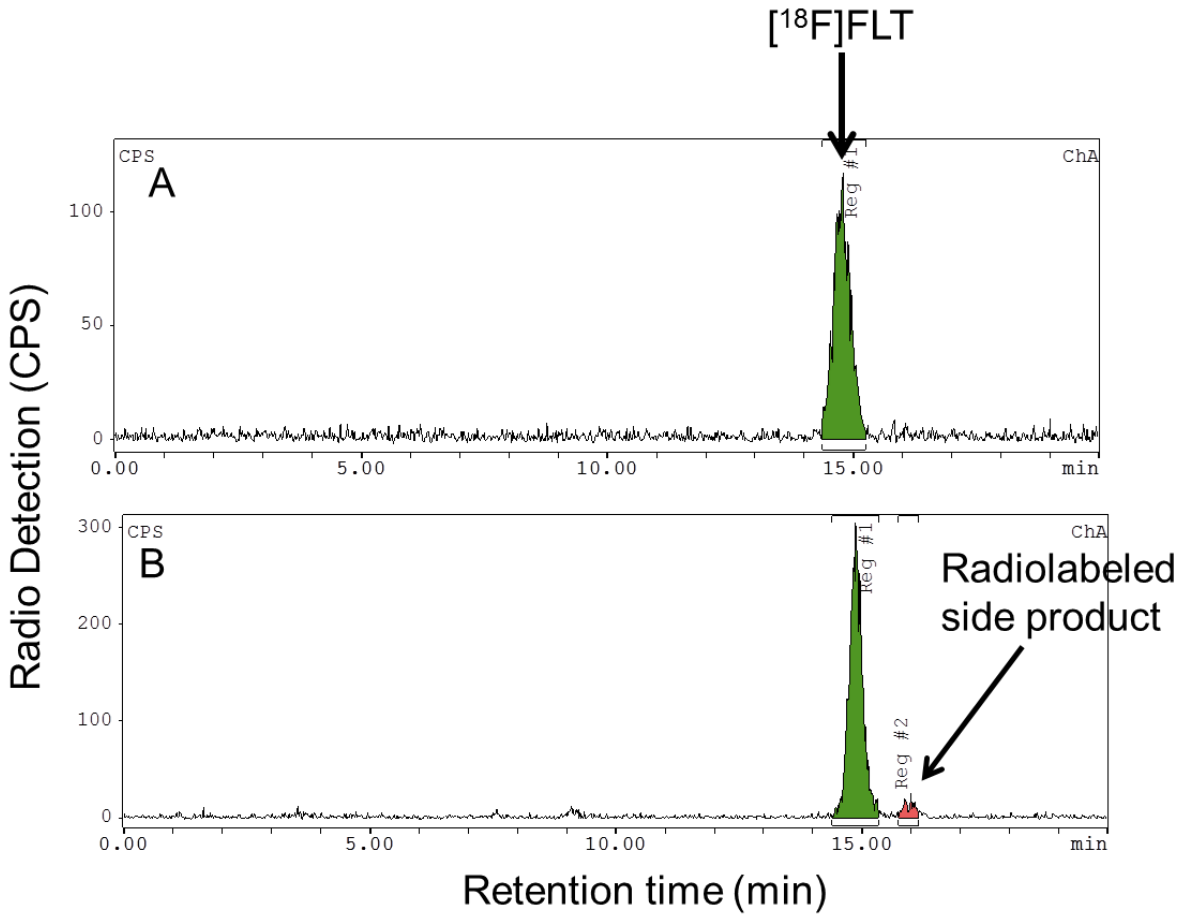 [¹⁸F]FLT
CPS
ChA
A
Reg #1
100
50
0
0.00 5.00 10.00 15.00 min
Radio Detection (CPS)
CPS
ChA
B
Reg #1
Reg #2
Radiolabeled
side product
300
200
100
0
0.00 5.00 10.00 15.00 min
Retention time (min)